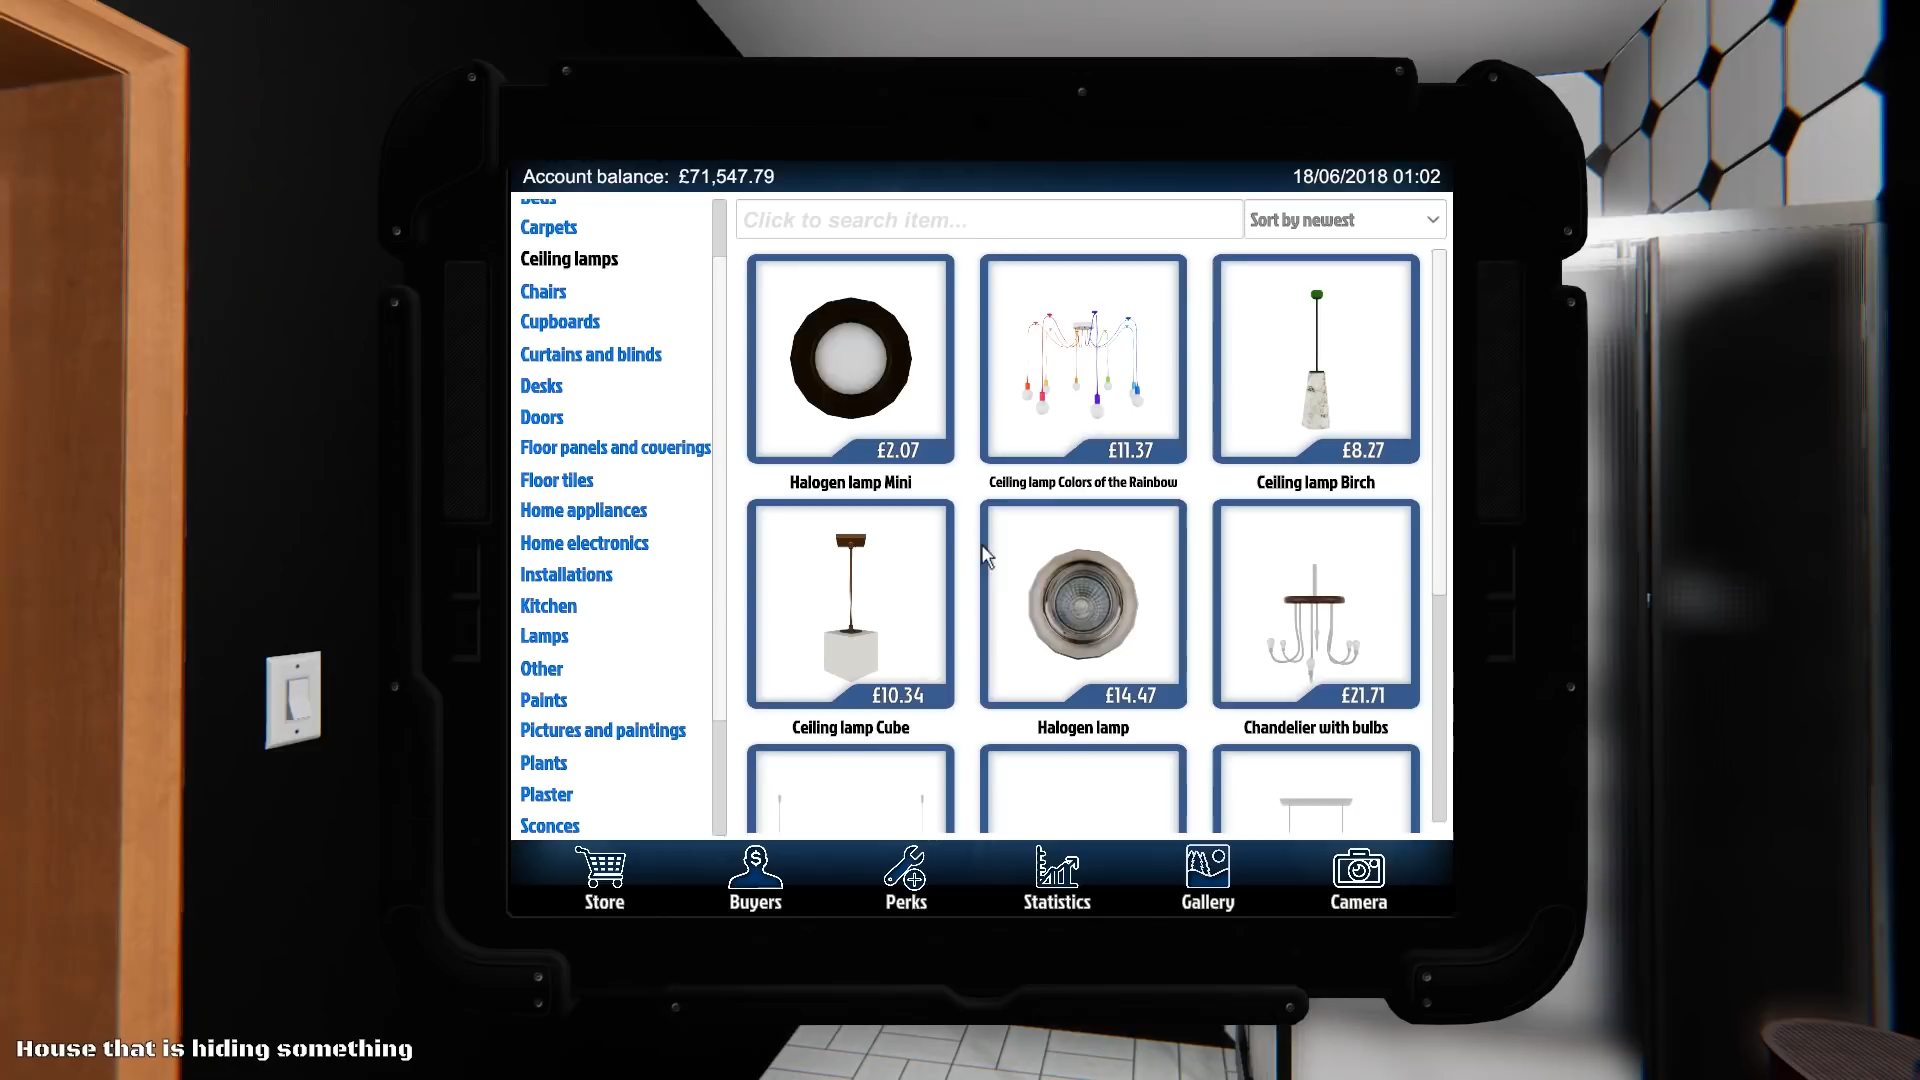 Account balance: £71,547.79
18/06/2018 01:02
Beds
Carpets
Ceiling lamps
Chairs
Cupboards
Curtains and blinds
Desks
Doors
Floor panels and coverings
Floor tiles
Home appliances
Home electronics
Installations
Kitchen
Lamps
Other
Paints
Pictures and paintings
Plants
Plaster
Sconces
Click to search item...
Sort by newest
£2.07
£11.37
£8.27
Halogen lamp Mini
Ceiling lamp Colors of the Rainbow
Ceiling lamp Birch
£10.34
£14.47
£21.71
Ceiling lamp Cube
Halogen lamp
Chandelier with bulbs
Store
Buyers
Perks
Statistics
Gallery
Camera
House that is hiding something